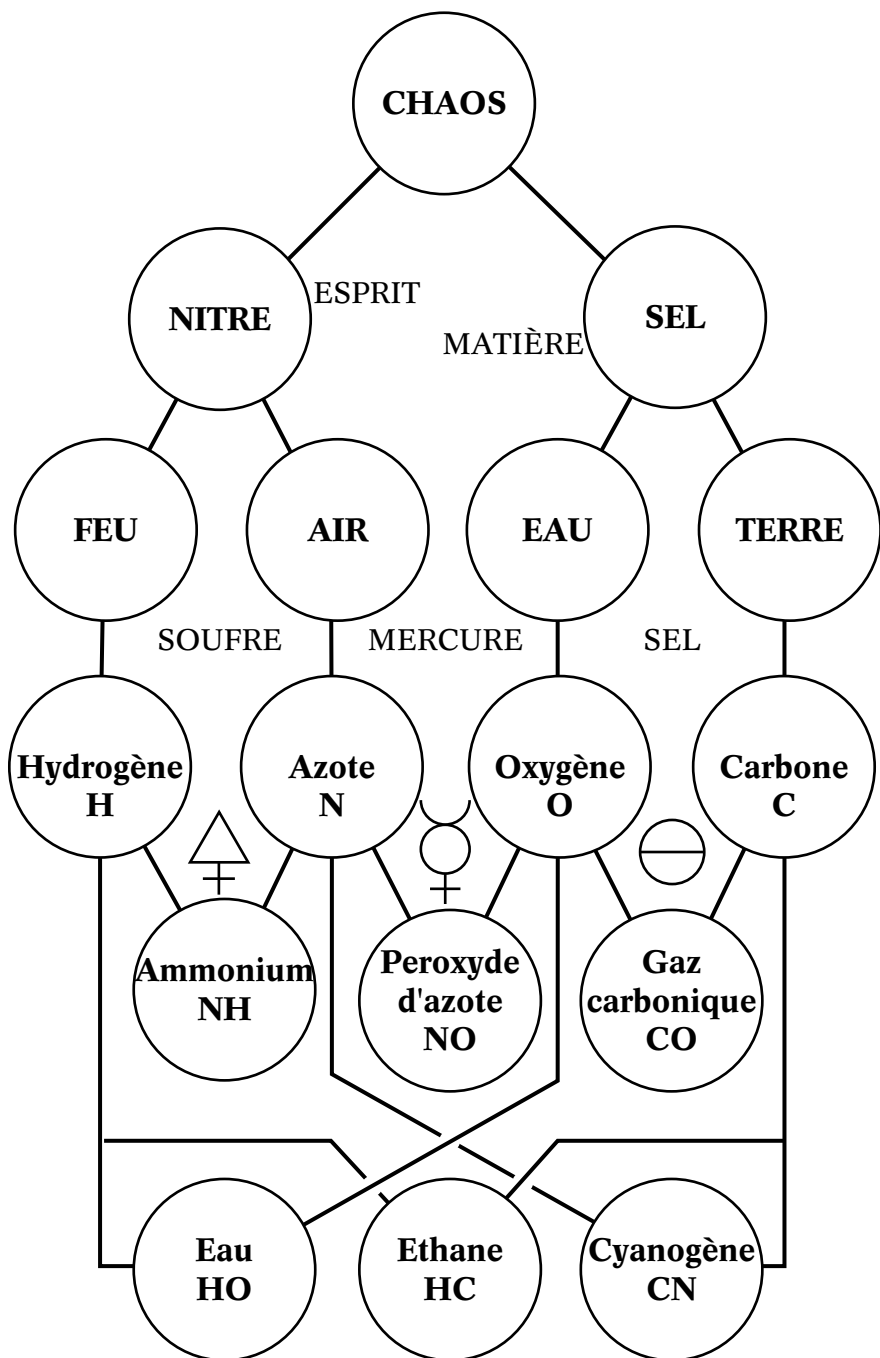 CHAOS
NITRE
ESPRIT
MATIÈRE
SEL
FEU
AIR
EAU
TERRE
SOUFRE
MERCURE
SEL
Hydrogène
H
Azote
N
Oxygène
O
Carbone
C
Ammonium
NH
Peroxyde
d'azote
NO
Gaz
carbonique
CO
Eau
HO
Ethane
HC
Cyanogène
CN